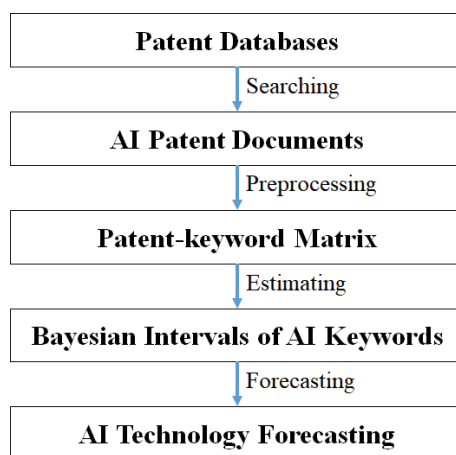 Patent Databases
Searching
AI Patent Documents
Preprocessing
Patent-keyword Matrix
Estimating
Bayesian Intervals of AI Keywords
Forecasting
AI Technology Forecasting